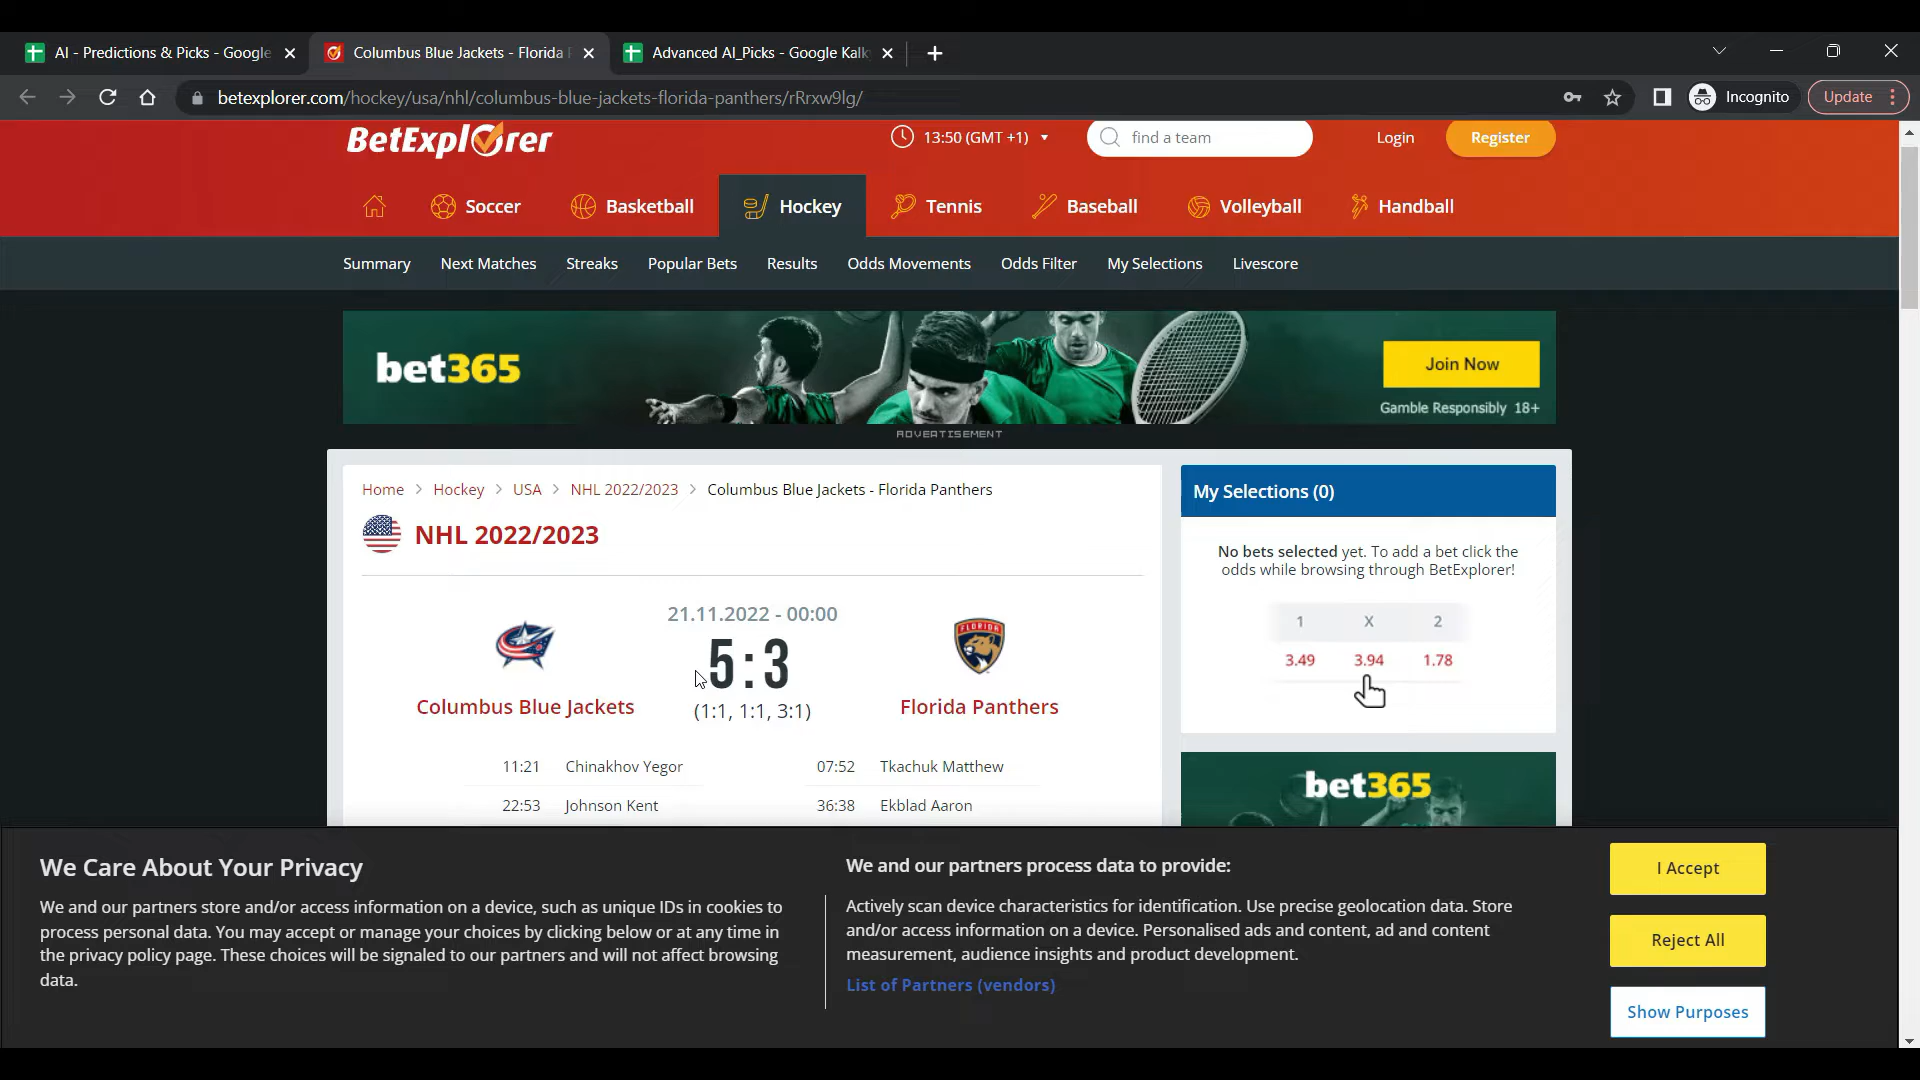 AI - Predictions & Picks - Google
Columbus Blue Jackets - Florida
Advanced AI_Picks - Google Kalk
betexplorer.com/hockey/usa/nhl/columbus-blue-jackets-florida-panthers/rRrxw9lg/
Incognito
Update
BetExplorer
13:50 (GMT +1)
find a team
Login
Register
Soccer
Basketball
Hockey
Tennis
Baseball
Volleyball
Handball
Summary
Next Matches
Streaks
Popular Bets
Results
Odds Movements
Odds Filter
My Selections
Livescore
bet365
Join Now
Gamble Responsibly 18+
ADVERTISEMENT
Home > Hockey > USA > NHL 2022/2023 > Columbus Blue Jackets - Florida Panthers
NHL 2022/2023
21.11.2022 - 00:00
5:3
(1:1, 1:1, 3:1)
Columbus Blue Jackets
FLORIDA
Florida Panthers
11:21 Chinakhov Yegor
07:52 Tkachuk Matthew
22:53 Johnson Kent
36:38 Ekblad Aaron
My Selections (0)
No bets selected yet. To add a bet click the
odds while browsing through BetExplorer!
1 X 2
3.49 3.94 1.78
bet365
We Care About Your Privacy
We and our partners store and/or access information on a device, such as unique IDs in cookies to
process personal data. You may accept or manage your choices by clicking below or at any time in
the privacy policy page. These choices will be signaled to our partners and will not affect browsing
data.
We and our partners process data to provide:
Actively scan device characteristics for identification. Use precise geolocation data. Store
and/or access information on a device. Personalised ads and content, ad and content
measurement, audience insights and product development.
List of Partners (vendors)
I Accept
Reject All
Show Purposes